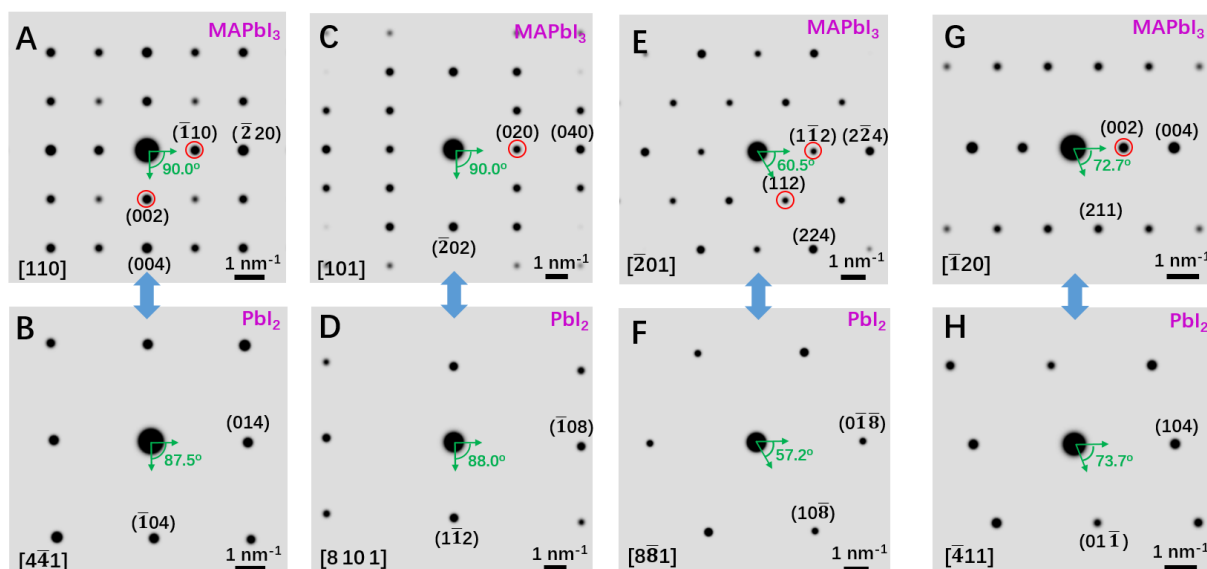 A
MAPbI₃
(1̅10)
(2̅20)
90.0°
(002)
(004)
[110]
1 nm⁻¹
C
MAPbI₃
(020)
(040)
90.0°
(2̅02)
[101]
1 nm⁻¹
E
MAPbI₃
(11̅2)
(22̅4)
60.5°
(112)
(224)
[2̅01]
1 nm⁻¹
G
MAPbI₃
(002)
(004)
72.7°
(211)
[1̅20]
1 nm⁻¹
B
PbI₂
(014)
87.5°
(1̅04)
[44̅1]
1 nm⁻¹
D
PbI₂
(1̅08)
88.0°
(11̅2)
[8 10 1]
1 nm⁻¹
F
PbI₂
(01̅8̅)
57.2°
(108̅)
[88̅1]
1 nm⁻¹
H
PbI₂
(104)
73.7°
(011̅)
[4̅11]
1 nm⁻¹